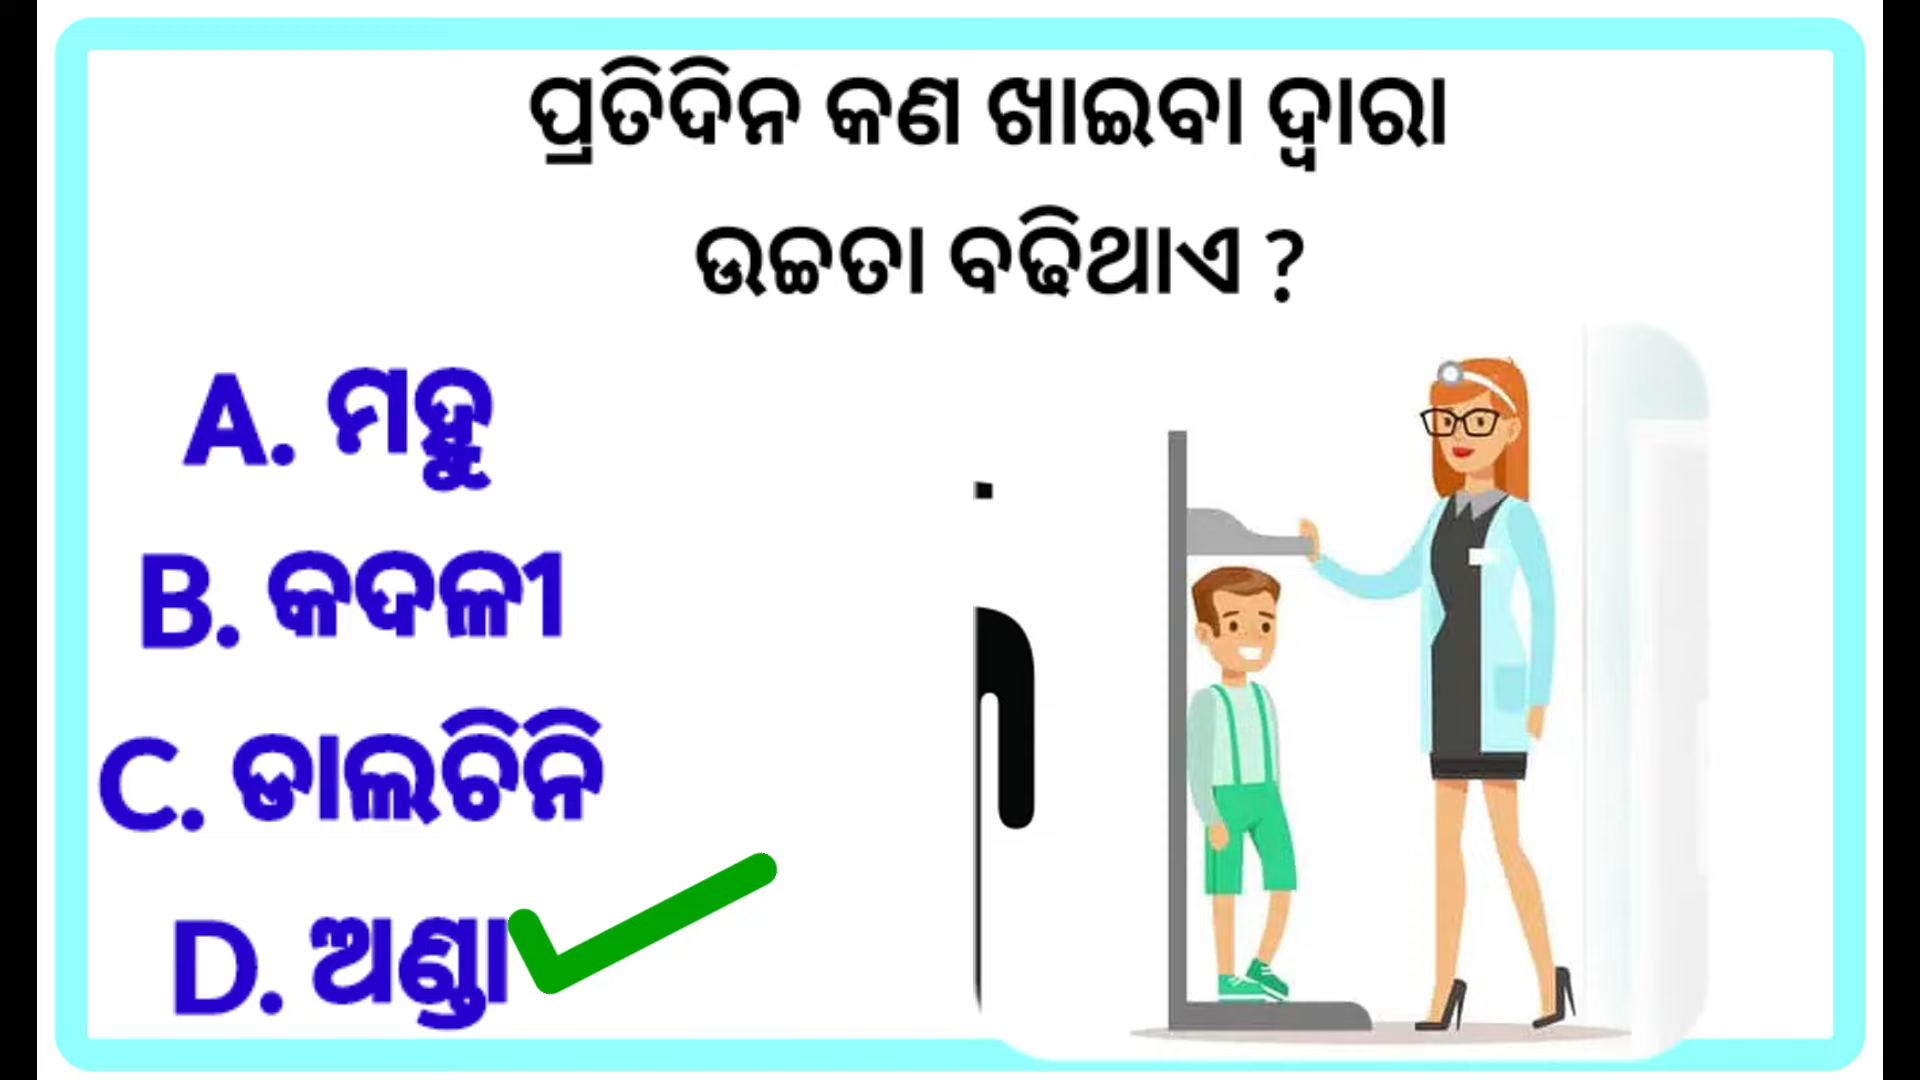 ପ୍ରତିଦିନ କଣ ଖାଇବା ଦ୍ୱାରା
ଉଚ୍ଚତା ବଢିଥାଏ ?
A. ମହୁ
B. କଦଳୀ
C. ଡାଲଚିନି
D. ଅଣ୍ଡା